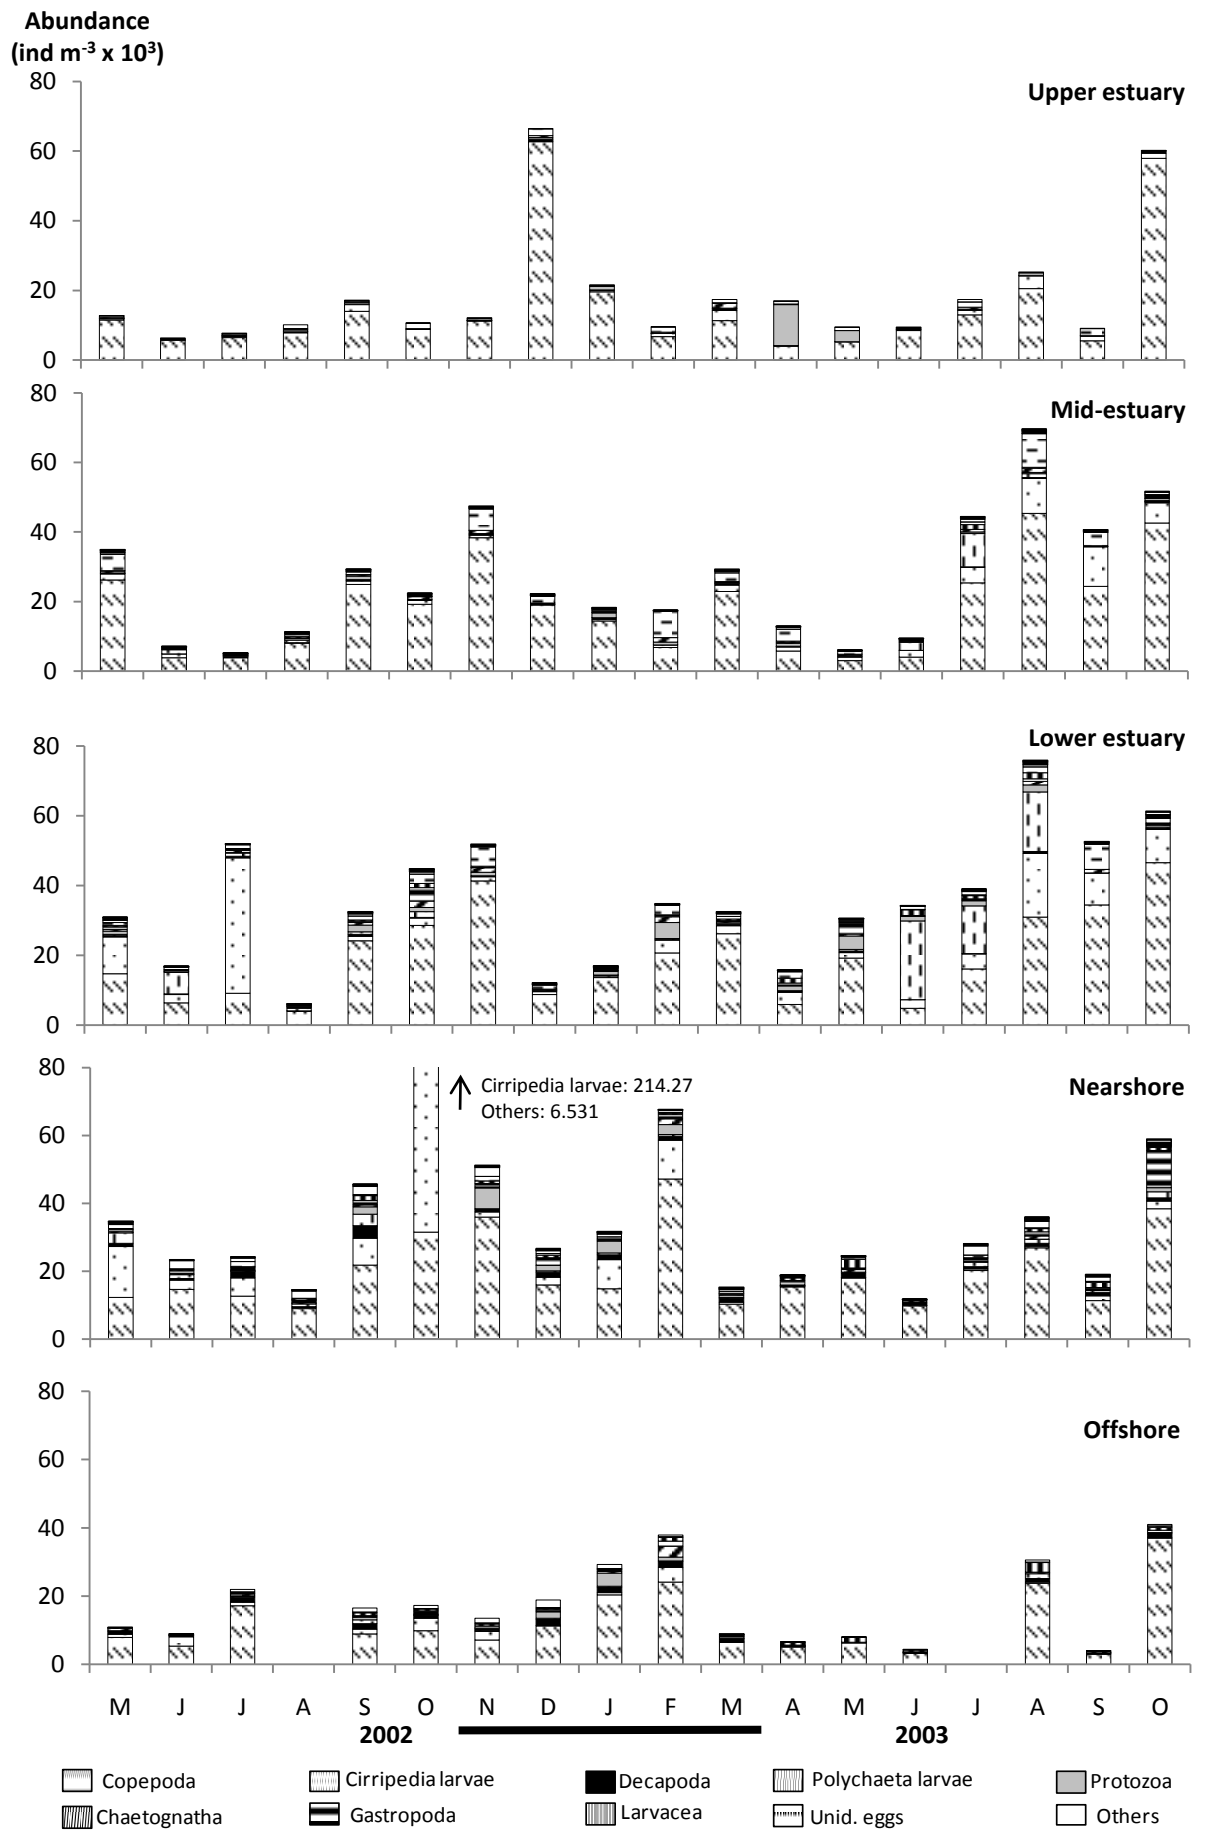 Abundance
(ind m-3 x 103)
80
Upper estuary
60
40
20
0
80
Mid-estuary
60
40
20
0
80
Lower estuary
60
40
20
0
80
Cirripedia larvae: 214.27
Nearshore
Others: 6.531
60
40
20
0
80
Offshore
60
40
20
0
M J J A S O N D J F M A M J J A S O
2002 2003
Copepoda Cirripedia larvae Decapoda Polychaeta larvae Protozoa
Chaetognatha Gastropoda Larvacea Unid. eggs Others